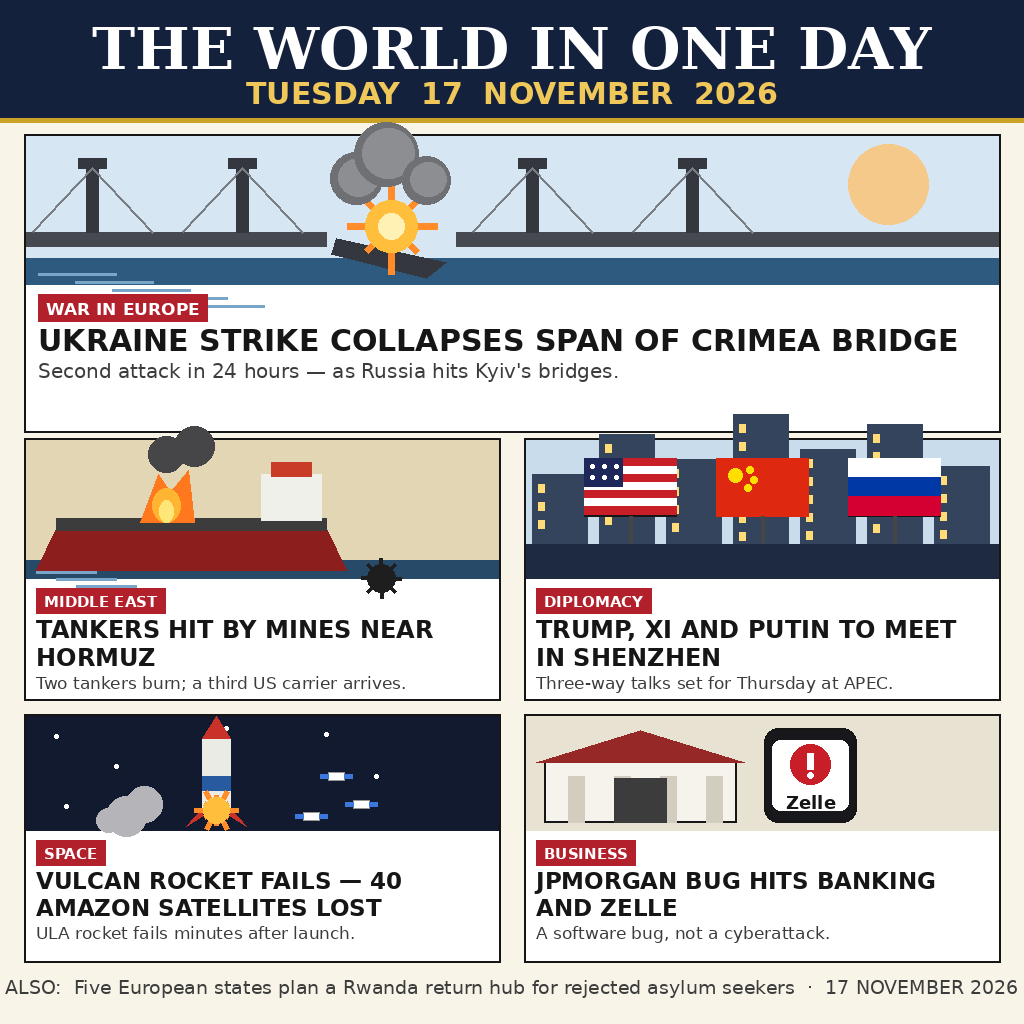 THE WORLD IN ONE DAY
TUESDAY 17 NOVEMBER 2026
WAR IN EUROPE
UKRAINE STRIKE COLLAPSES SPAN OF CRIMEA BRIDGE
Second attack in 24 hours — as Russia hits Kyiv's bridges.
MIDDLE EAST
TANKERS HIT BY MINES NEAR
HORMUZ
Two tankers burn; a third US carrier arrives.
DIPLOMACY
TRUMP, XI AND PUTIN TO MEET
IN SHENZHEN
Three-way talks set for Thursday at APEC.
SPACE
VULCAN ROCKET FAILS — 40
AMAZON SATELLITES LOST
ULA rocket fails minutes after launch.
!
Zelle
BUSINESS
JPMORGAN BUG HITS BANKING
AND ZELLE
A software bug, not a cyberattack.
ALSO: Five European states plan a Rwanda return hub for rejected asylum seekers · 17 NOVEMBER 2026